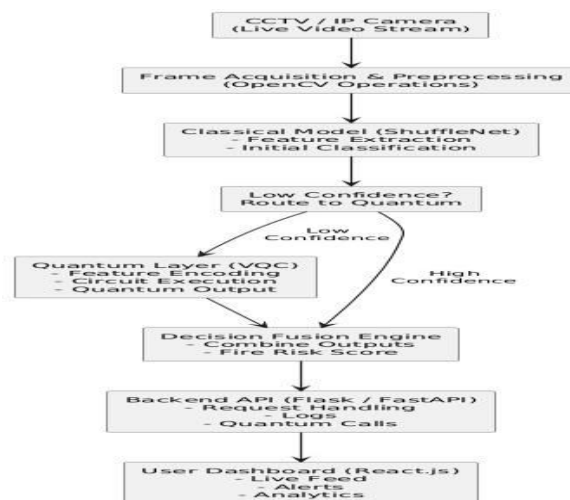 CCTV / IP Camera
(Live Video Stream)
Frame Acquisition & Preprocessing
(OpenCV Operations)
Classical Model (ShuffleNet)
- Feature Extraction
- Initial Classification
Low Confidence?
Route to Quantum
Low
Confidence
High
Confidence
Quantum Layer (VQC)
- Feature Encoding
- Circuit Execution
- Quantum Output
Decision Fusion Engine
- Combine Outputs
- Fire Risk Score
Backend API (Flask / FastAPI)
- Request Handling
- Logs
- Quantum Calls
User Dashboard (React.js)
- Live Feed
- Alerts
- Analytics